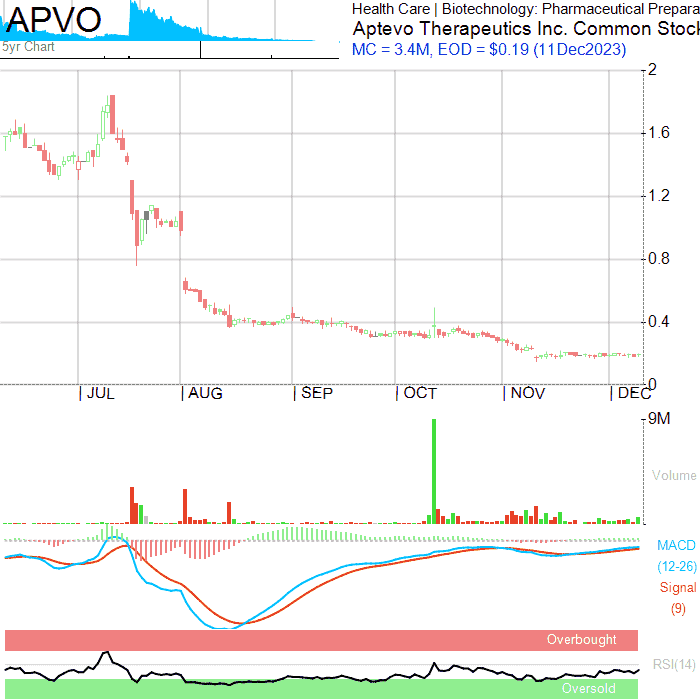 APVO
5yr Chart
Health Care | Biotechnology: Pharmaceutical Prepara
Aptevo Therapeutics Inc. Common Stock
MC = 3.4M, EOD = $0.19 (11Dec2023)
2
1.6
1.2
0.8
0.4
0
| JUL | AUG | SEP | OCT | NOV | DEC
9M
Volume
MACD
(12-26)
Signal
(9)
Overbought
RSI(14)
Oversold